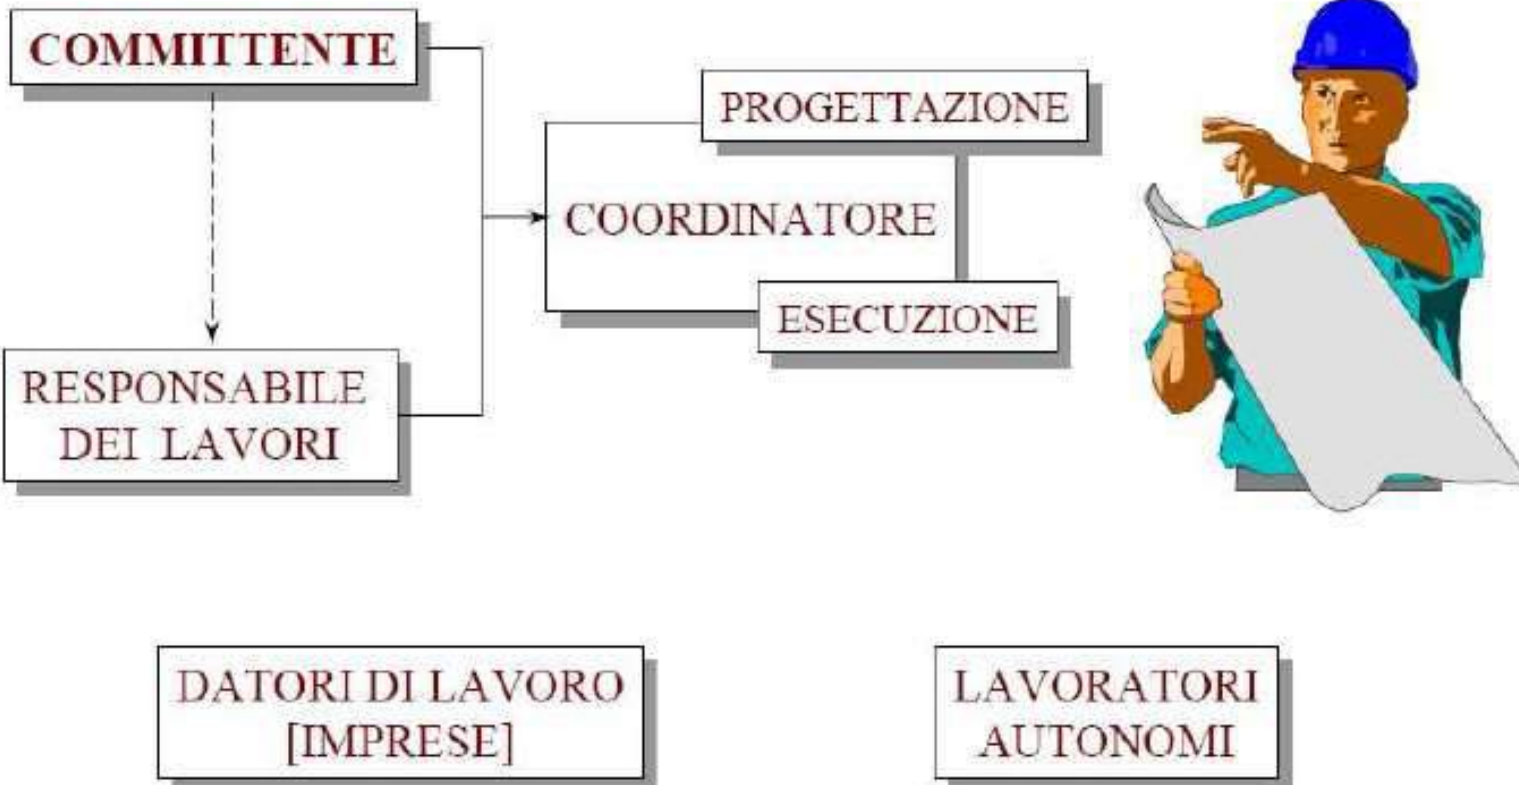 COMMITTENTE
PROGETTAZIONE
COORDINATORE
ESECUZIONE
RESPONSABILE
DEI LAVORI
DATORI DI LAVORO
[IMPRESE]
LAVORATORI
AUTONOMI